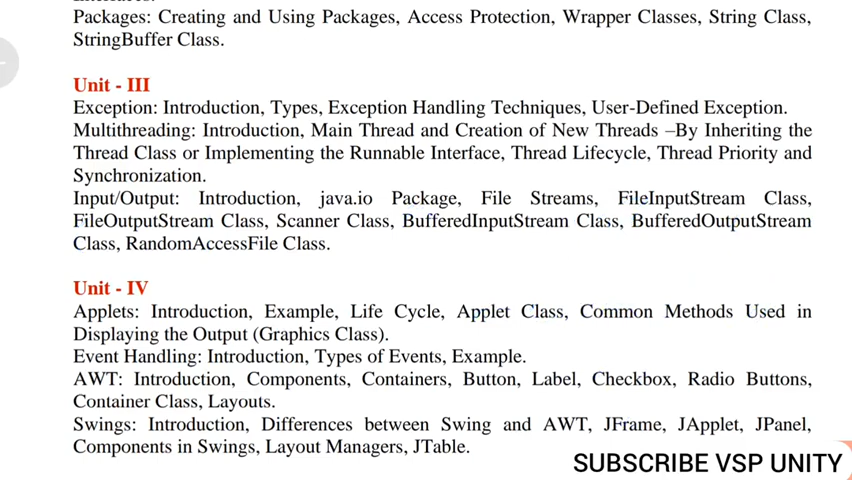 Packages: Creating and Using Packages, Access Protection, Wrapper Classes, String Class,
StringBuffer Class.
Unit - III
Exception: Introduction, Types, Exception Handling Techniques, User-Defined Exception.
Multithreading: Introduction, Main Thread and Creation of New Threads –By Inheriting the
Thread Class or Implementing the Runnable Interface, Thread Lifecycle, Thread Priority and
Synchronization.
Input/Output: Introduction, java.io Package, File Streams, FileInputStream Class,
FileOutputStream Class, Scanner Class, BufferedInputStream Class, BufferedOutputStream
Class, RandomAccessFile Class.
Unit - IV
Applets: Introduction, Example, Life Cycle, Applet Class, Common Methods Used in
Displaying the Output (Graphics Class).
Event Handling: Introduction, Types of Events, Example.
AWT: Introduction, Components, Containers, Button, Label, Checkbox, Radio Buttons,
Container Class, Layouts.
Swings: Introduction, Differences between Swing and AWT, JFrame, JApplet, JPanel,
Components in Swings, Layout Managers, JTable.
SUBSCRIBE VSP UNITY